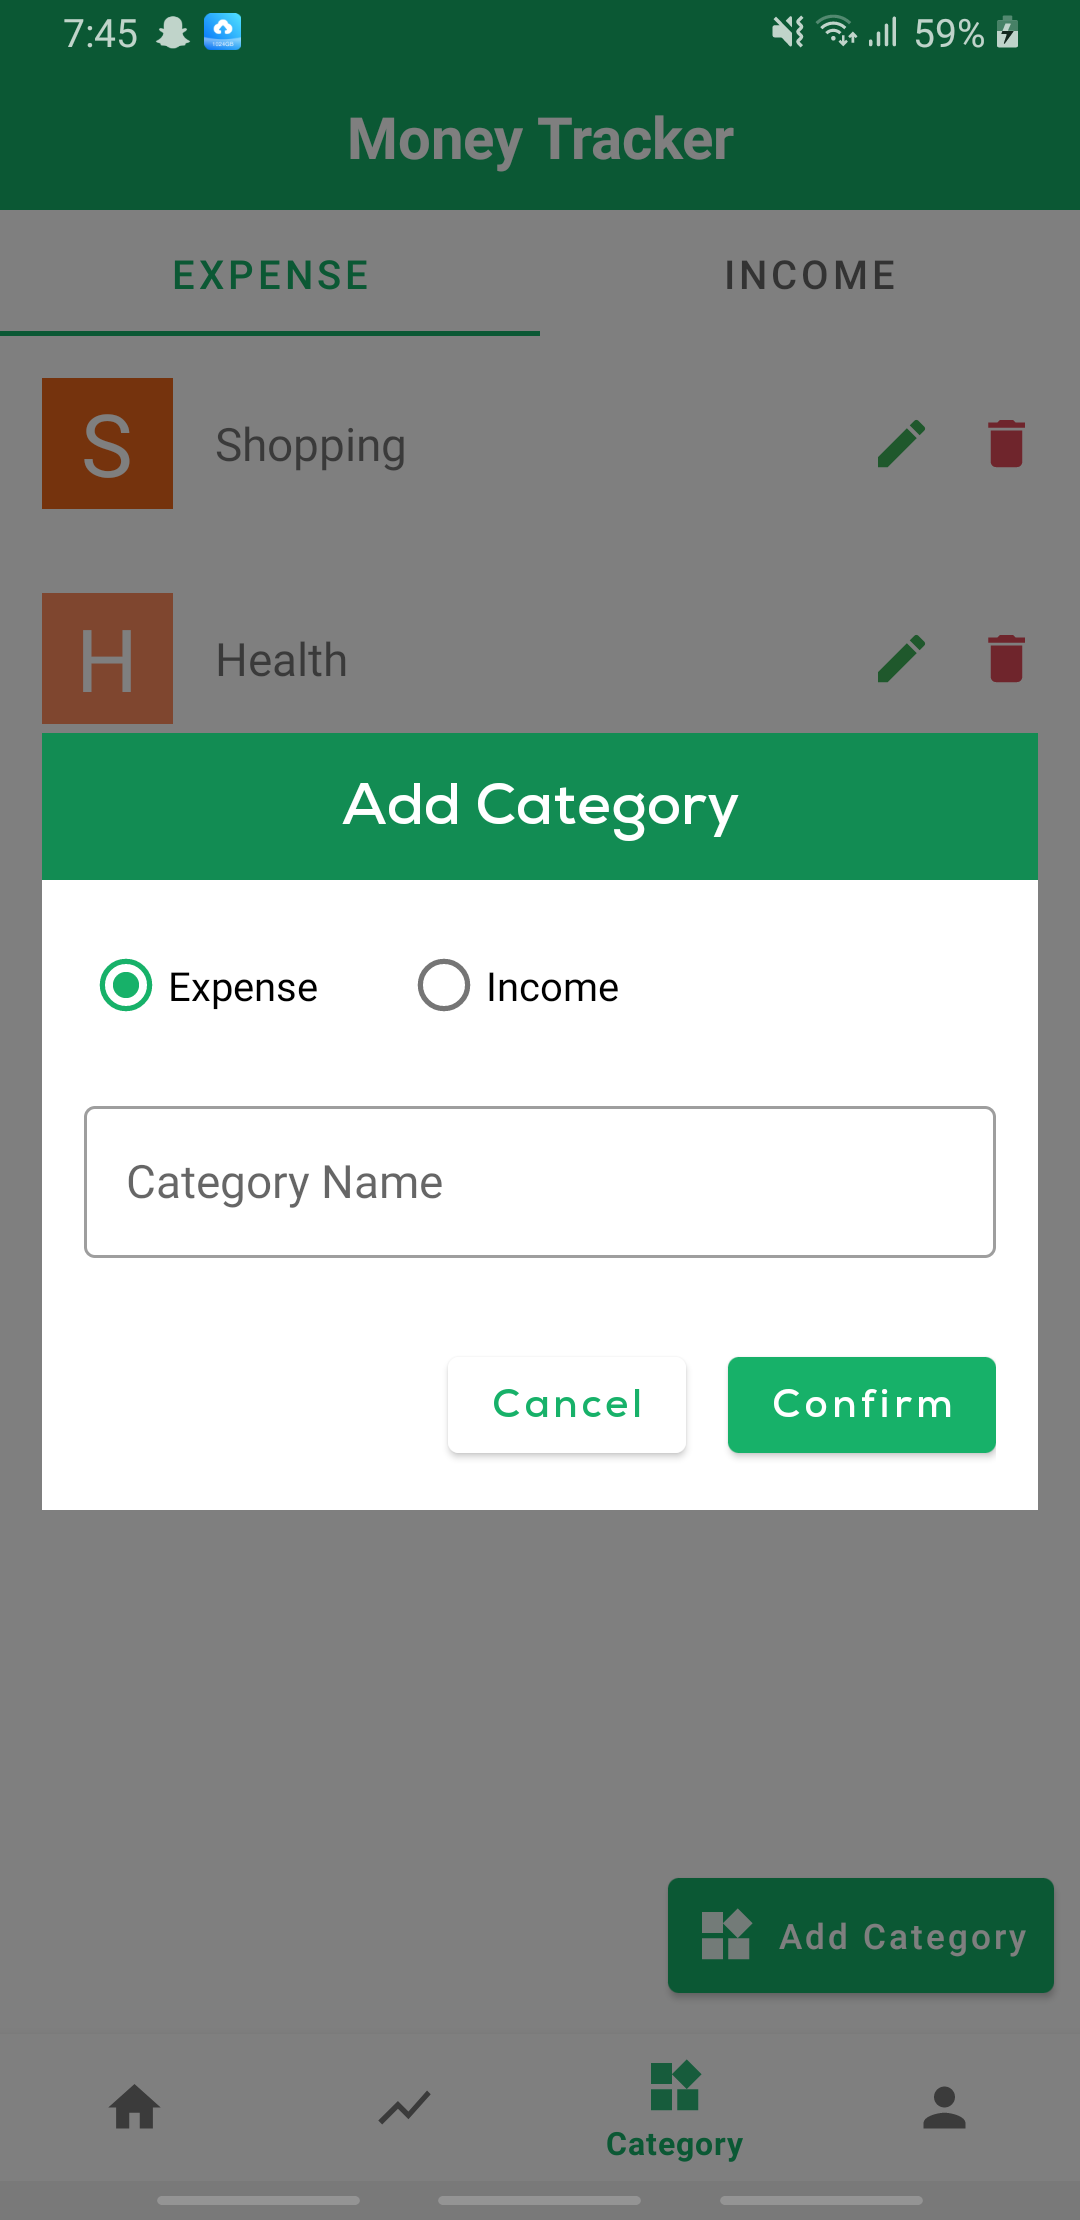 7:45
59%
Money Tracker
EXPENSE
INCOME
S
Shopping
H
Health
Add Category
Expense
Income
Category Name
Cancel
Confirm
Add Category
Category